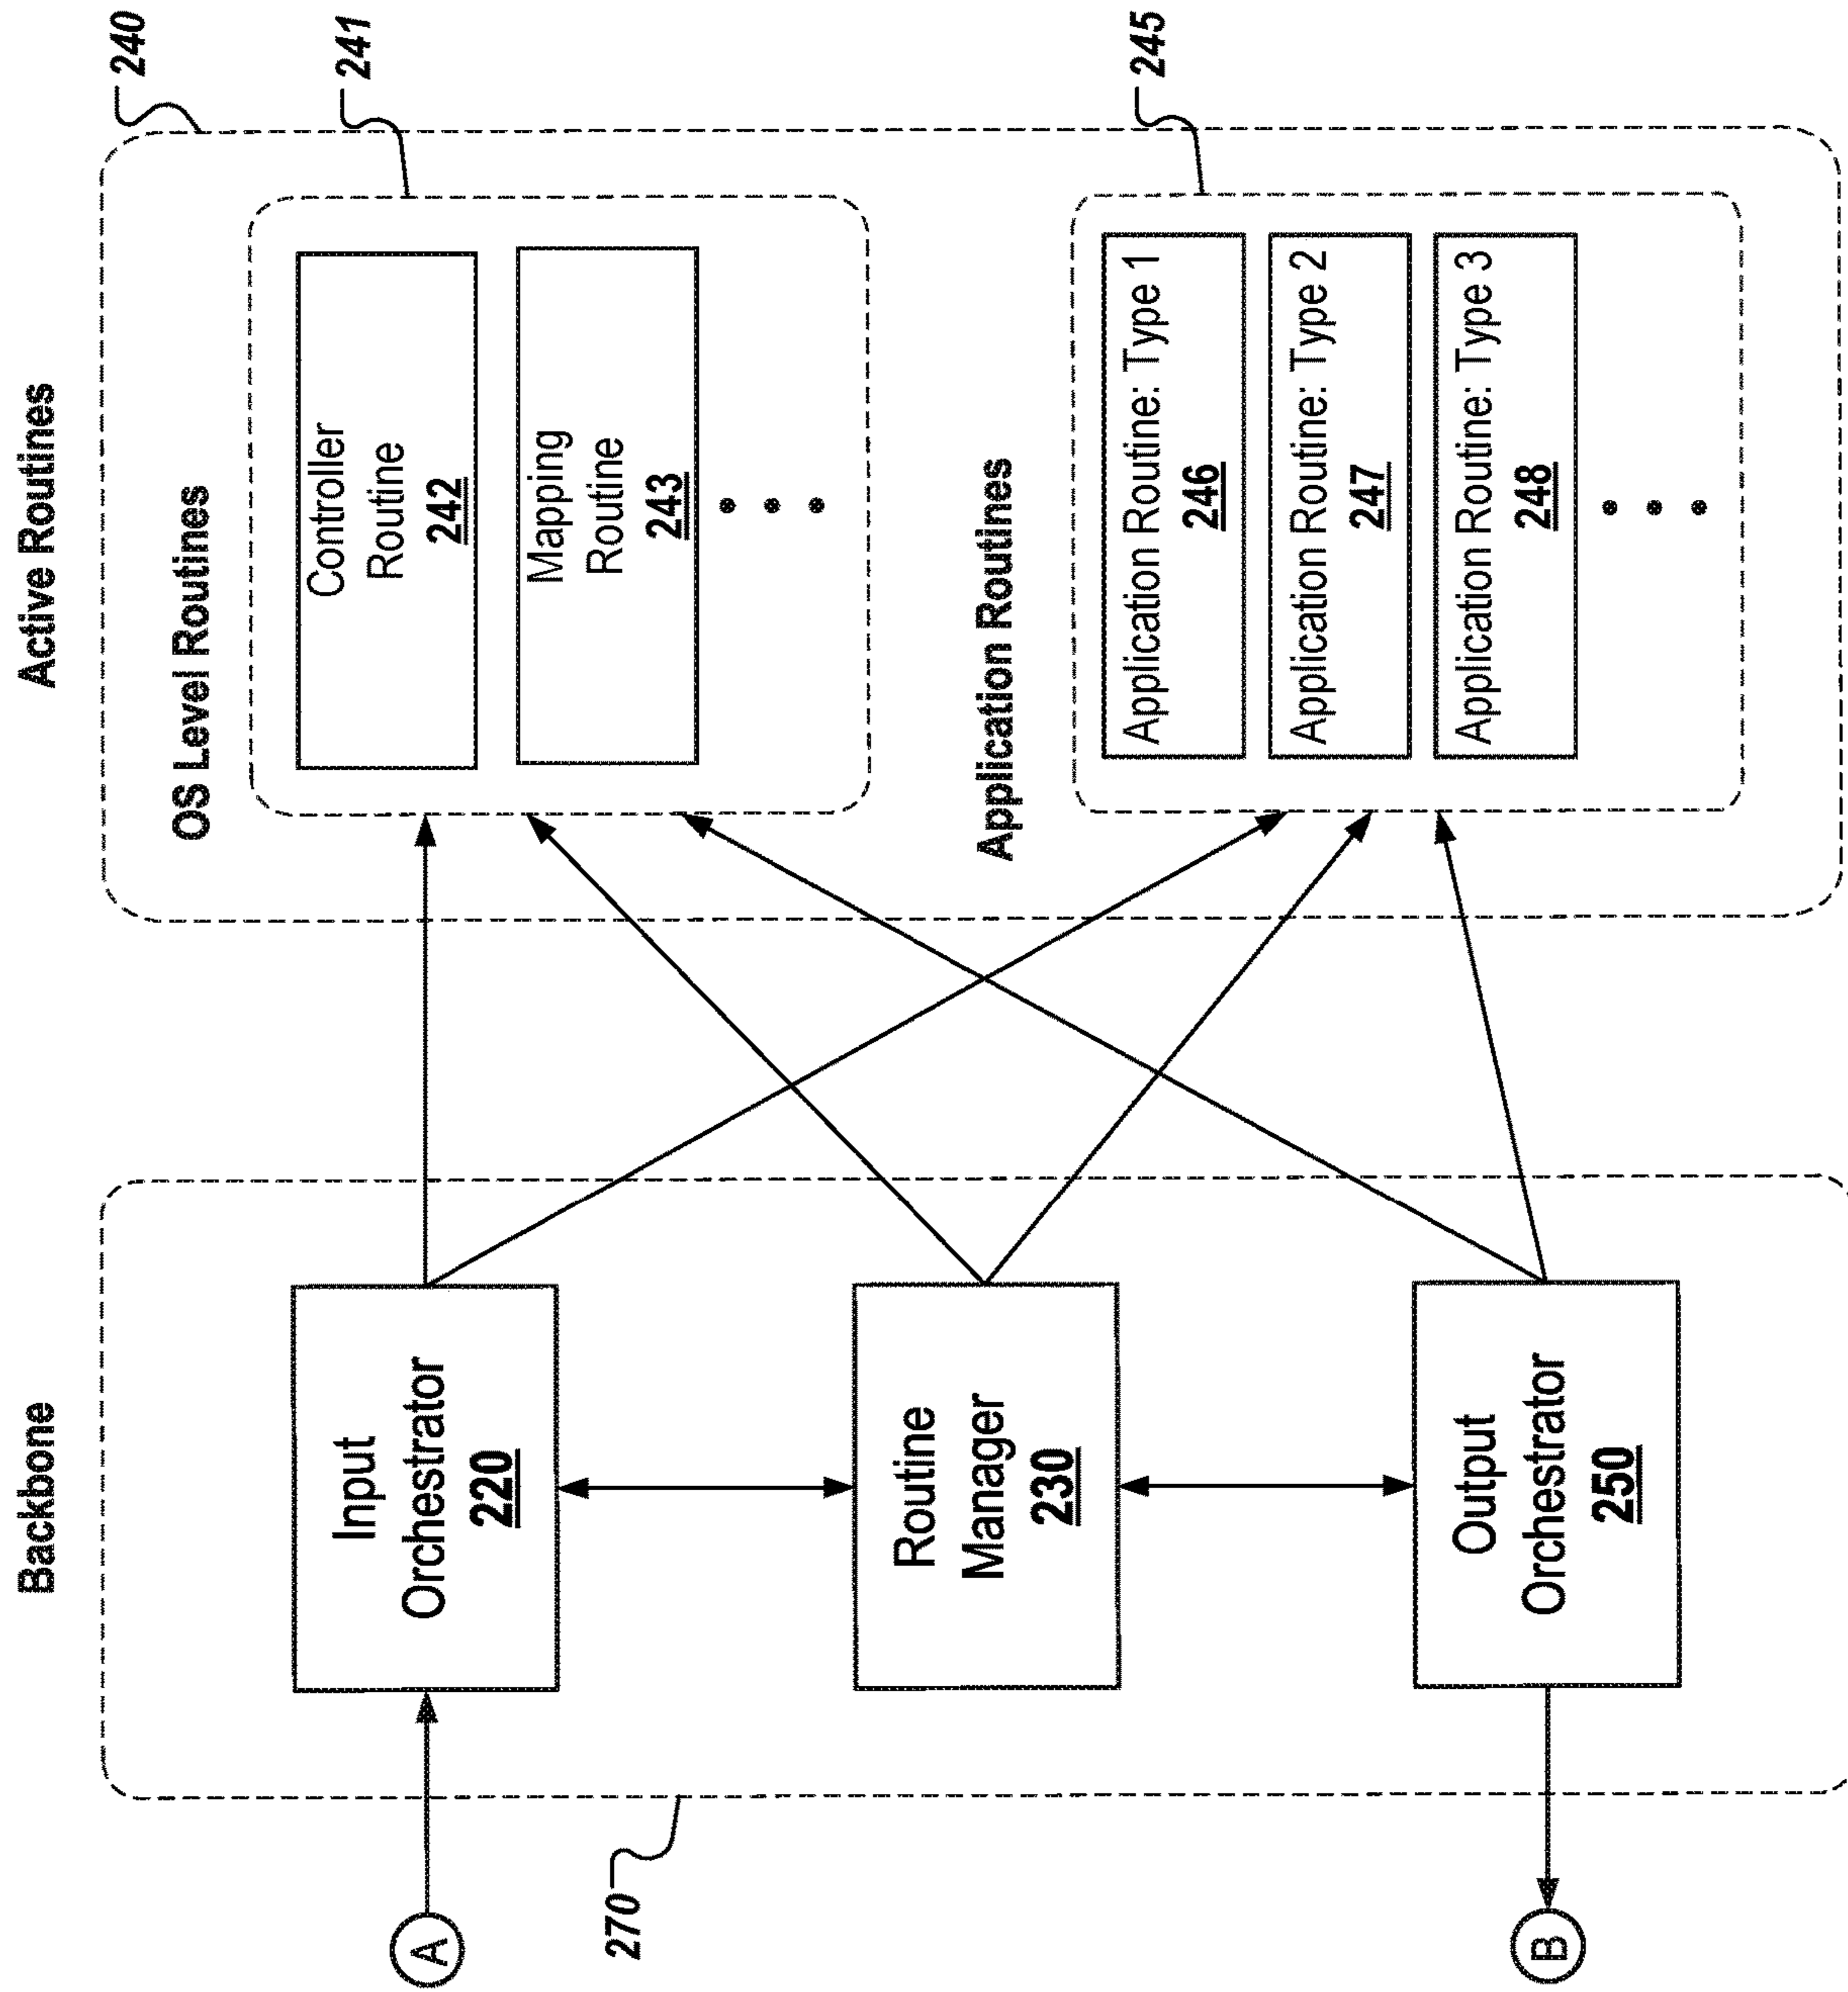 Backbone
Active Routines
240
OS Level Routines
241
Controller
Routine
242
Mapping
Routine
243
Application Routines
245
Application Routine: Type 1
246
Application Routine: Type 2
247
Application Routine: Type 3
248
A
Input
Orchestrator
220
270
Routine
Manager
230
B
Output
Orchestrator
250